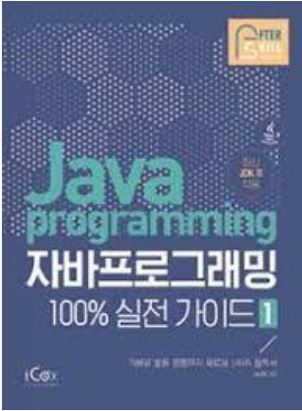 AFTER
SKILL
최신
JDK
적용
Java
programming
자바프로그래밍
100% 실전 가이드 1
iCox